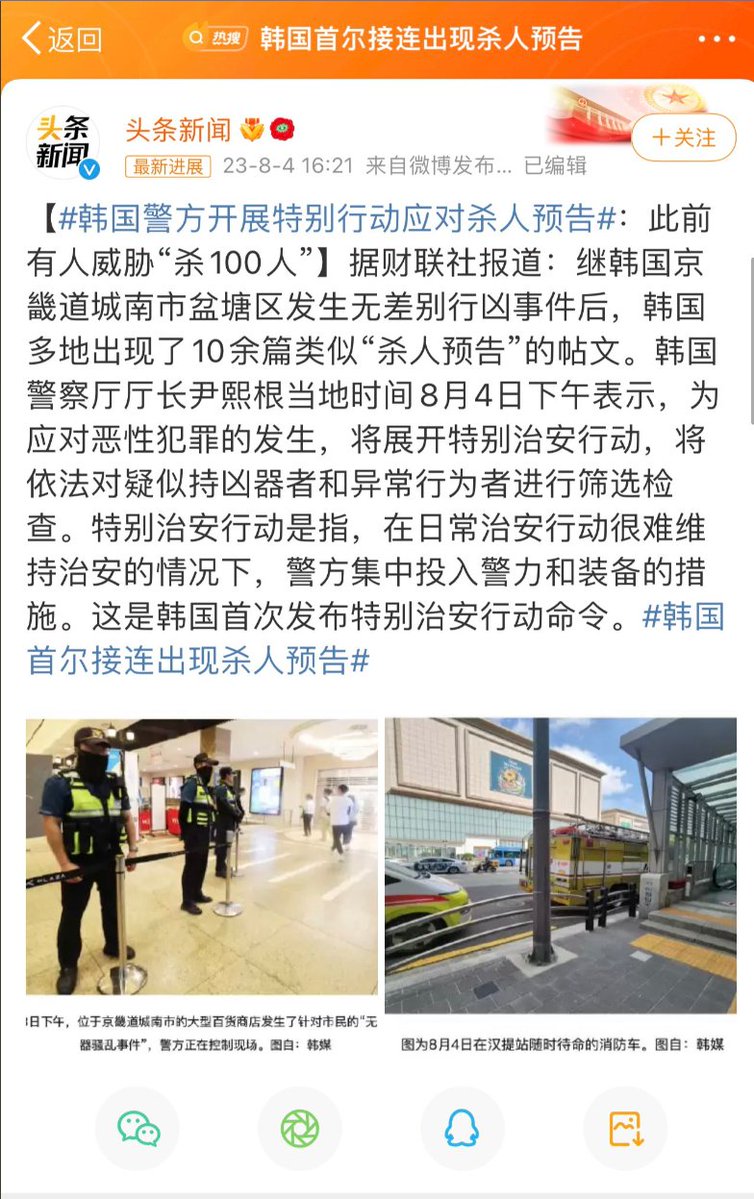 返回
热搜
韩国首尔接连出现杀人预告
头条
新闻
头条新闻
+关注
最新进展 23-8-4 16:21 来自微博发布... 已编辑
【#韩国警方开展特别行动应对杀人预告#：此前
有人威胁“杀100人”】据财联社报道：继韩国京
畿道城南市盆塘区发生无差别行凶事件后，韩国
多地出现了10余篇类似“杀人预告”的帖文。韩国
警察厅厅长尹熙根当地时间8月4日下午表示，为
应对恶性犯罪的发生，将展开特别治安行动，将
依法对疑似持凶器者和异常行为者进行筛选检
查。特别治安行动是指，在日常治安行动很难维
持治安的情况下，警方集中投入警力和装备的措
施。这是韩国首次发布特别治安行动命令。#韩国
首尔接连出现杀人预告#
PLAZA
日下午，位于京畿道城南市的大型百货商店发生了针对市民的“无
器骚乱事件”，警方正在控制现场。图自：韩媒
图为8月4日在汉提站随时待命的消防车。图自：韩媒